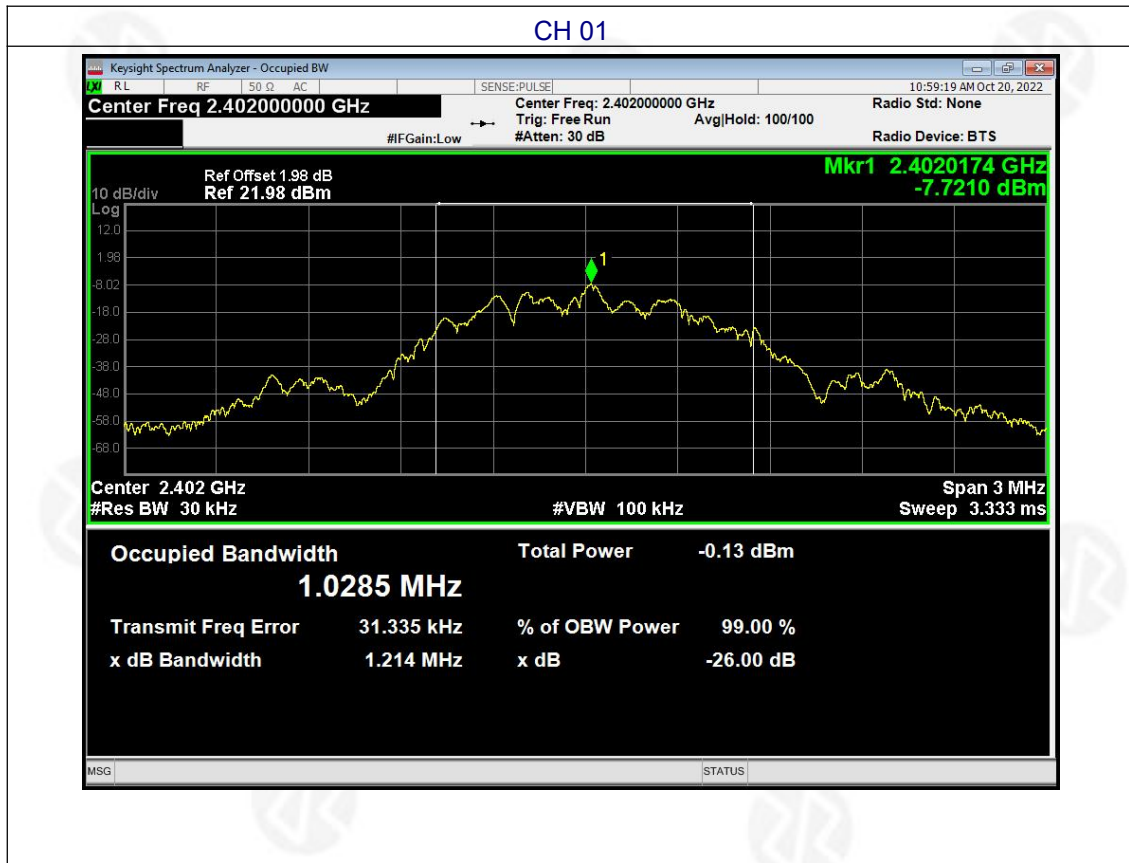 CH 01
Keysight Spectrum Analyzer - Occupied BW
LXI RL RF 50 Ω AC SENSE:PULSE 10:59:19 AM Oct 20, 2022
Center Freq 2.402000000 GHz Center Freq: 2.402000000 GHz Radio Std: None
Trig: Free Run Avg|Hold: 100/100
#IFGain:Low #Atten: 30 dB Radio Device: BTS
Mkr1 2.4020174 GHz
Ref Offset 1.98 dB
-7.7210 dBm
10 dB/div Ref 21.98 dBm
Log
12.0
1.98
1
-8.02
-18.0
-28.0
-38.0
-48.0
-58.0
-68.0
Center 2.402 GHz Span 3 MHz
#Res BW 30 kHz #VBW 100 kHz Sweep 3.333 ms
Occupied Bandwidth Total Power -0.13 dBm
1.0285 MHz
Transmit Freq Error 31.335 kHz % of OBW Power 99.00 %
x dB Bandwidth 1.214 MHz x dB -26.00 dB
MSG STATUS